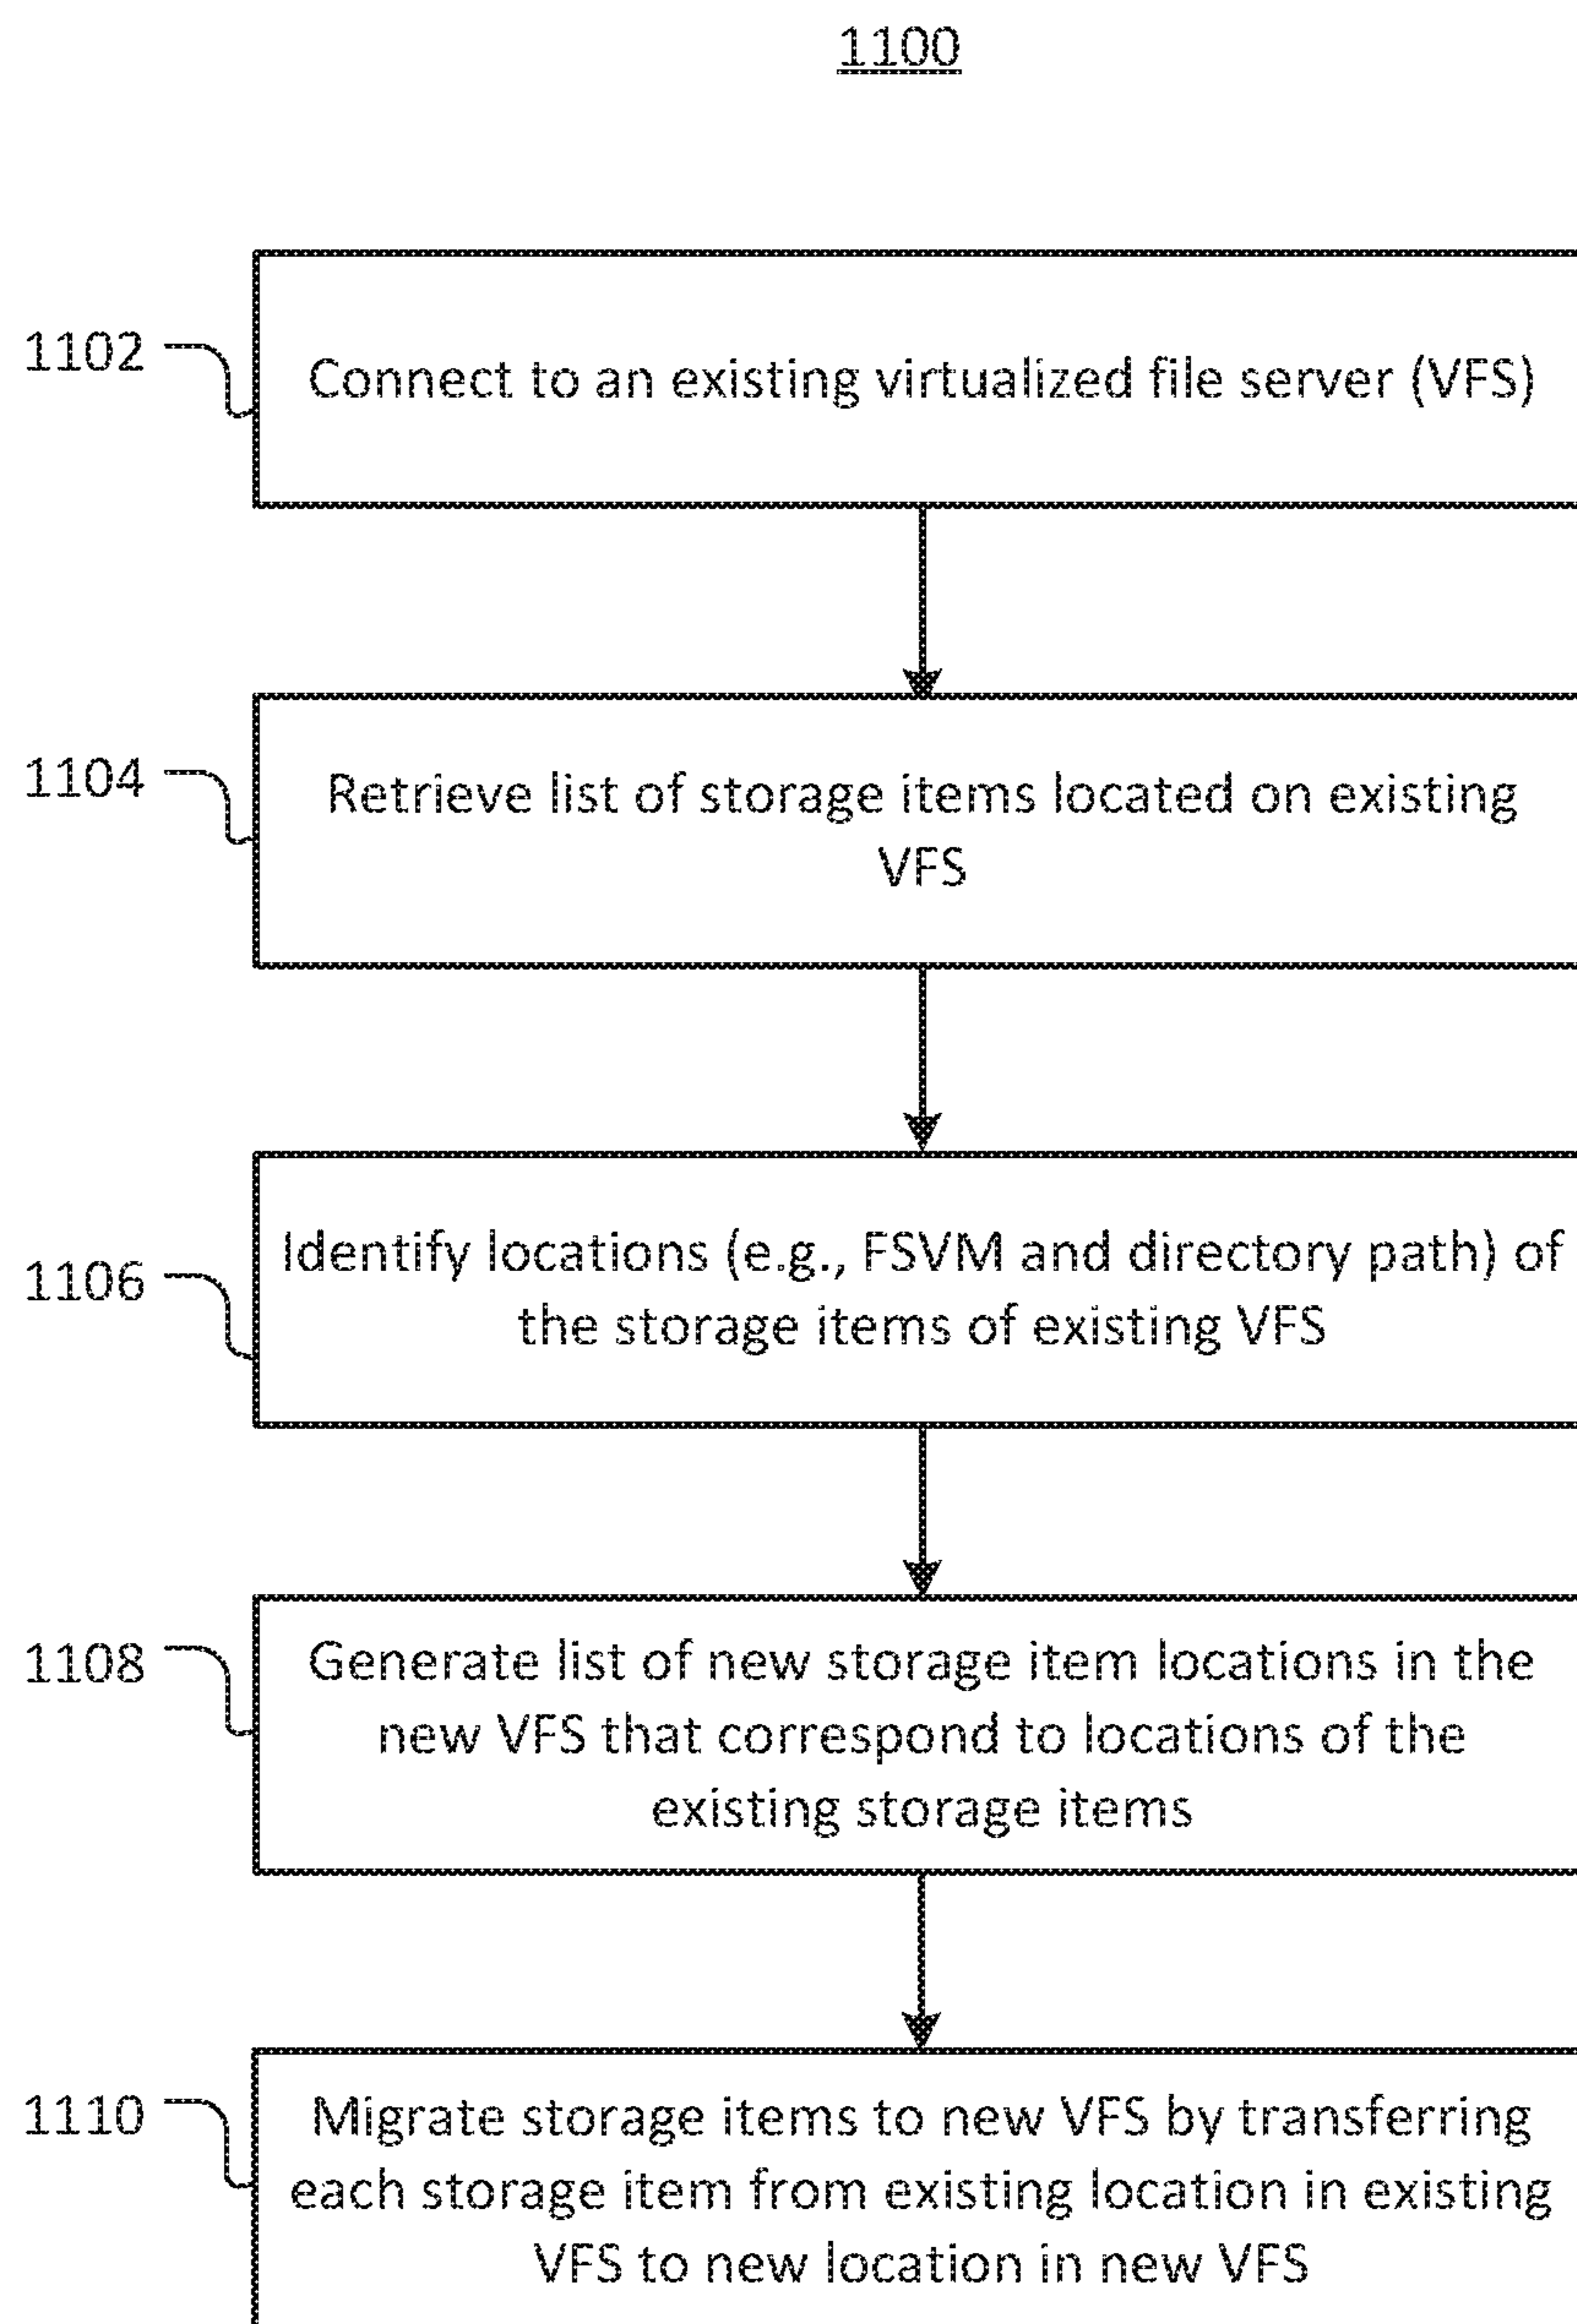 1100
1102
Connect to an existing virtualized file server (VFS)
1104
Retrieve list of storage items located on existing
VFS
1106
Identify locations (e.g., FSVM and directory path) of
the storage items of existing VFS
1108
Generate list of new storage item locations in the
new VFS that correspond to locations of the
existing storage items
1110
Migrate storage items to new VFS by transferring
each storage item from existing location in existing
VFS to new location in new VFS